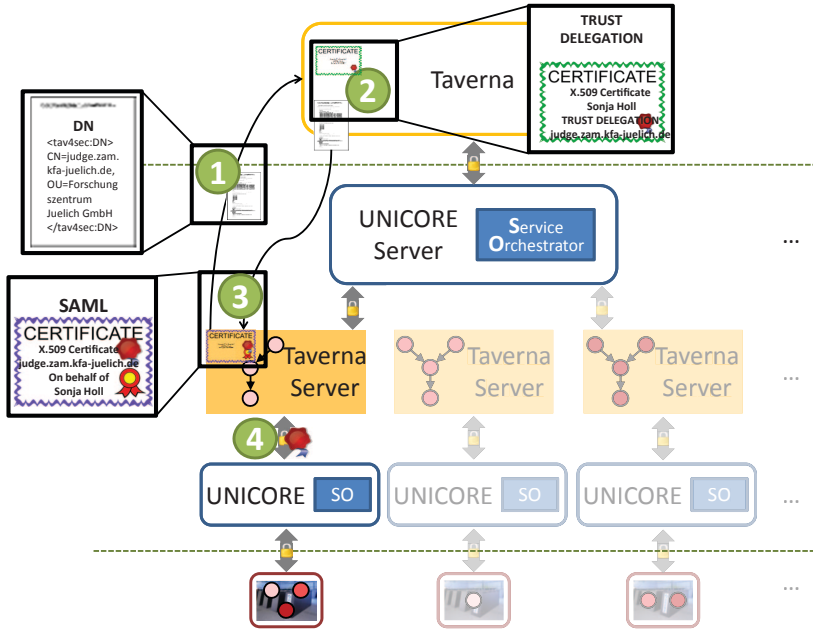 TRUST
DELEGATION
CERTIFICATE
X.509 Certificate
Sonja Holl
TRUST DELEGATION
judge.zam.kfa-juelich.de
CERTIFICATE
2
Taverna
DN
<tav4sec:DN>
CN=judge.zam.
kfa-juelich.de,
OU=Forschung
szentrum
Juelich GmbH
</tav4sec:DN>
1
UNICORE
Server
Service
Orchestrator
...
SAML
CERTIFICATE
X.509 Certificate
judge.zam.kfa-juelich.de
On behalf of
Sonja Holl
3
CERTIFICATE
Taverna
Server
Taverna
Server
Taverna
Server
...
4
UNICORE
SO
UNICORE
SO
UNICORE
SO
...
...